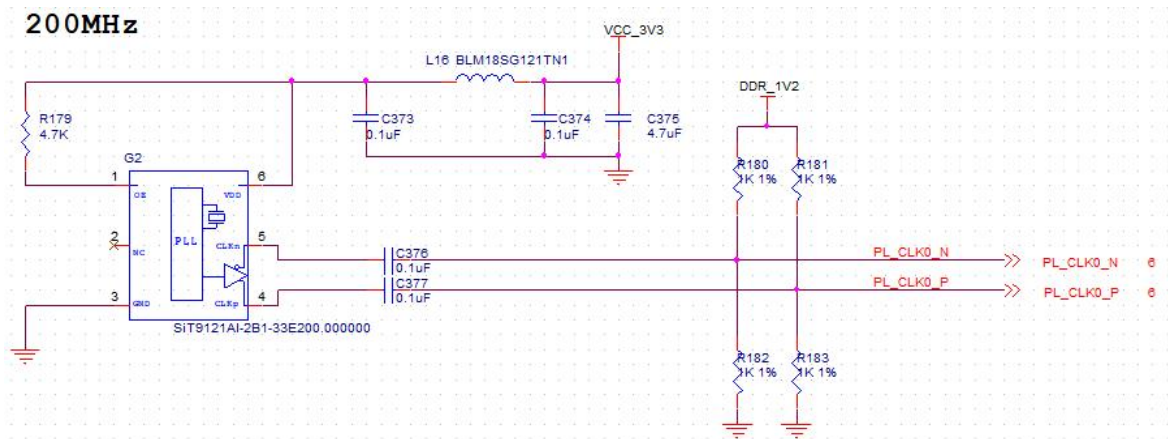 200MHz
VCC_3V3
L16 BLM18SG121TN1
DDR_1V2
R179
4.7K
C373
0.1uF
C374
0.1uF
C375
4.7uF
R180
1K 1%
R181
1K 1%
G2
1
OE
VDD
6
2
NC
PLL
CLKn
5
3
GND
CLKp
4
SiT9121AI-2B1-33E200.000000
C376
0.1uF
C377
0.1uF
PL_CLK0_N
PL_CLK0_N 6
PL_CLK0_P
PL_CLK0_P 6
R182
1K 1%
R183
1K 1%